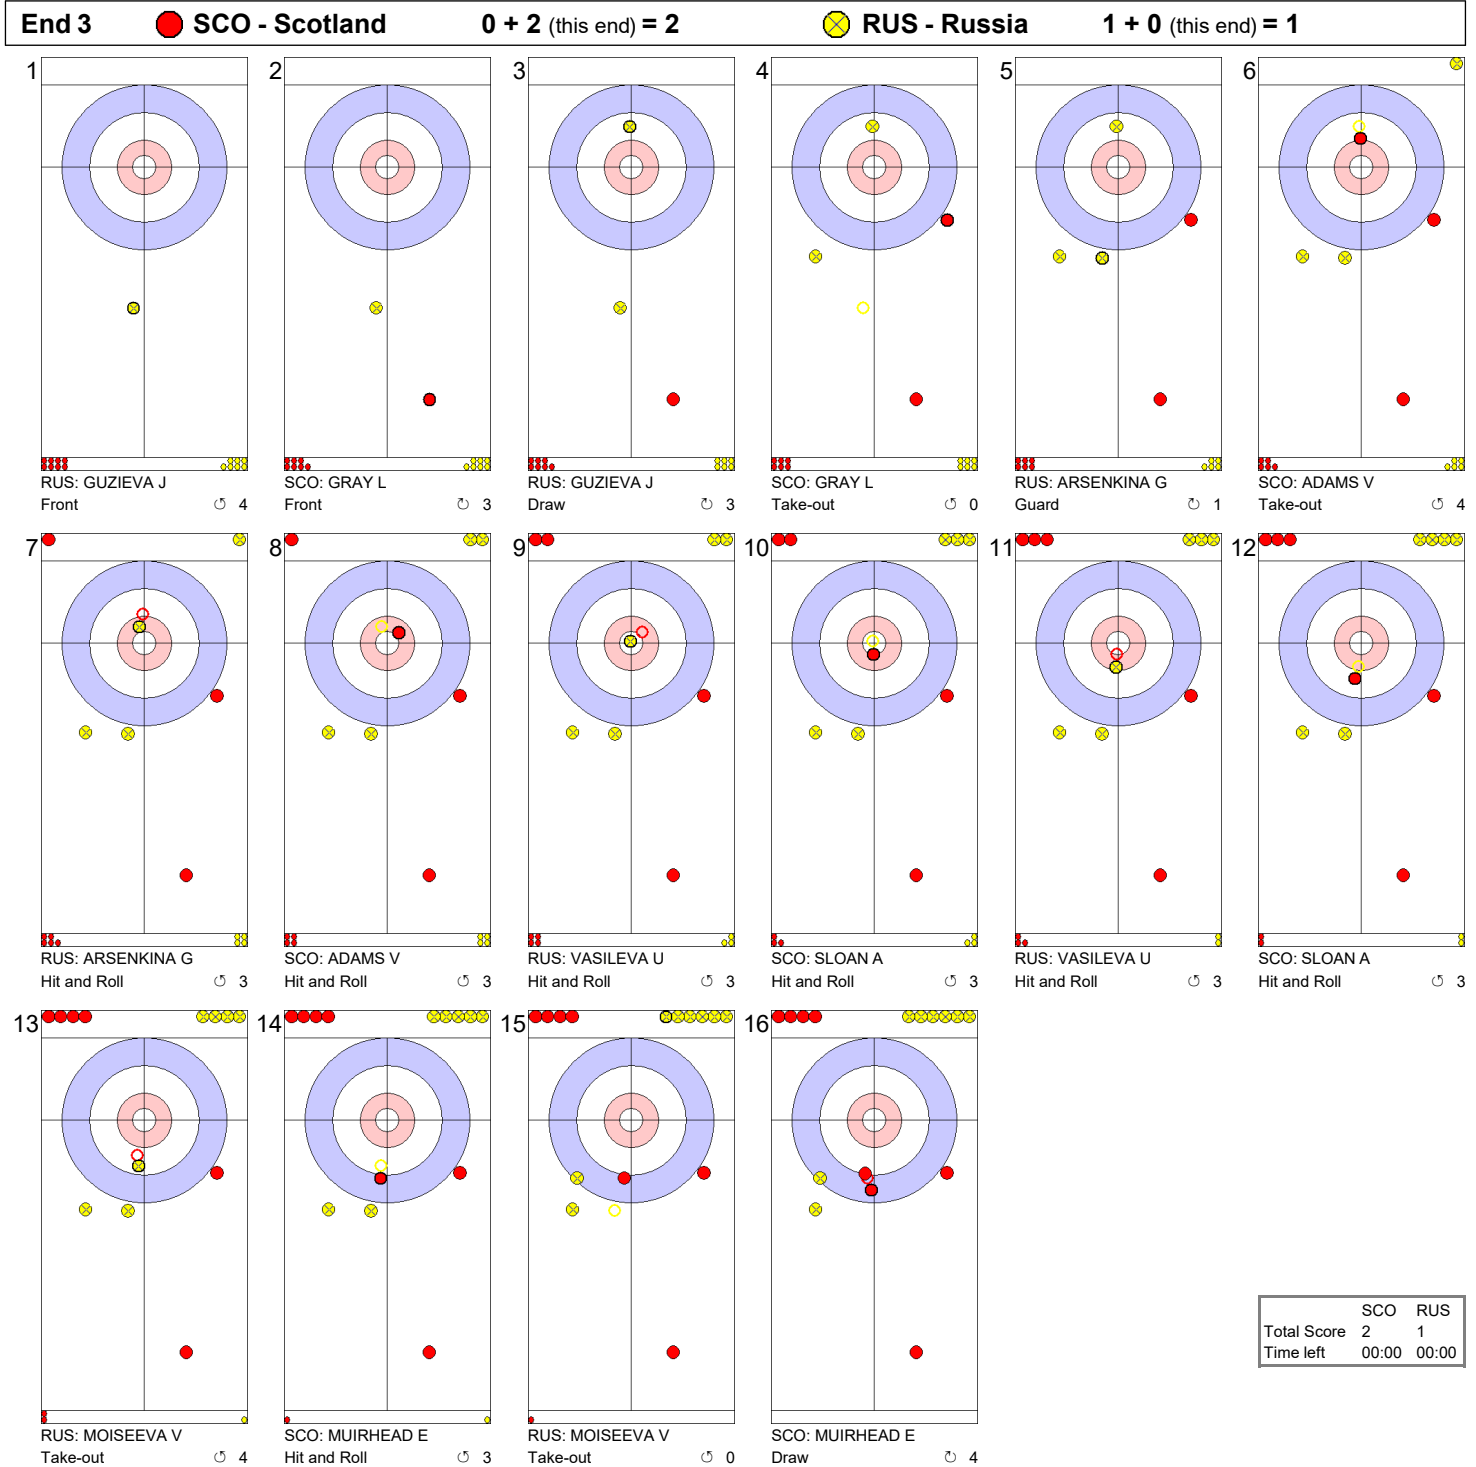 End 3 SCO - Scotland 0 + 2 (this end) = 2 RUS - Russia 1 + 0 (this end) = 1
1 2 3 4 5 6
RUS: GUZIEVA J SCO: GRAY L RUS: GUZIEVA J SCO: GRAY L RUS: ARSENKINA G SCO: ADAMS V
Front ↺ 4 Front ↻ 3 Draw ↻ 3 Take-out ↺ 0 Guard ↻ 1 Take-out ↺ 4
7 8 9 10 11 12
RUS: ARSENKINA G SCO: ADAMS V RUS: VASILEVA U SCO: SLOAN A RUS: VASILEVA U SCO: SLOAN A
Hit and Roll ↺ 3 Hit and Roll ↺ 3 Hit and Roll ↺ 3 Hit and Roll ↺ 3 Hit and Roll ↺ 3 Hit and Roll ↺ 3
13 14 15 16
SCO RUS
Total Score 2 1
Time left 00:00 00:00
RUS: MOISEEVA V SCO: MUIRHEAD E RUS: MOISEEVA V SCO: MUIRHEAD E
Take-out ↺ 4 Hit and Roll ↺ 3 Take-out ↺ 0 Draw ↻ 4